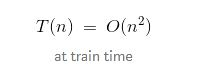 T(n) = O(n²)
at train time